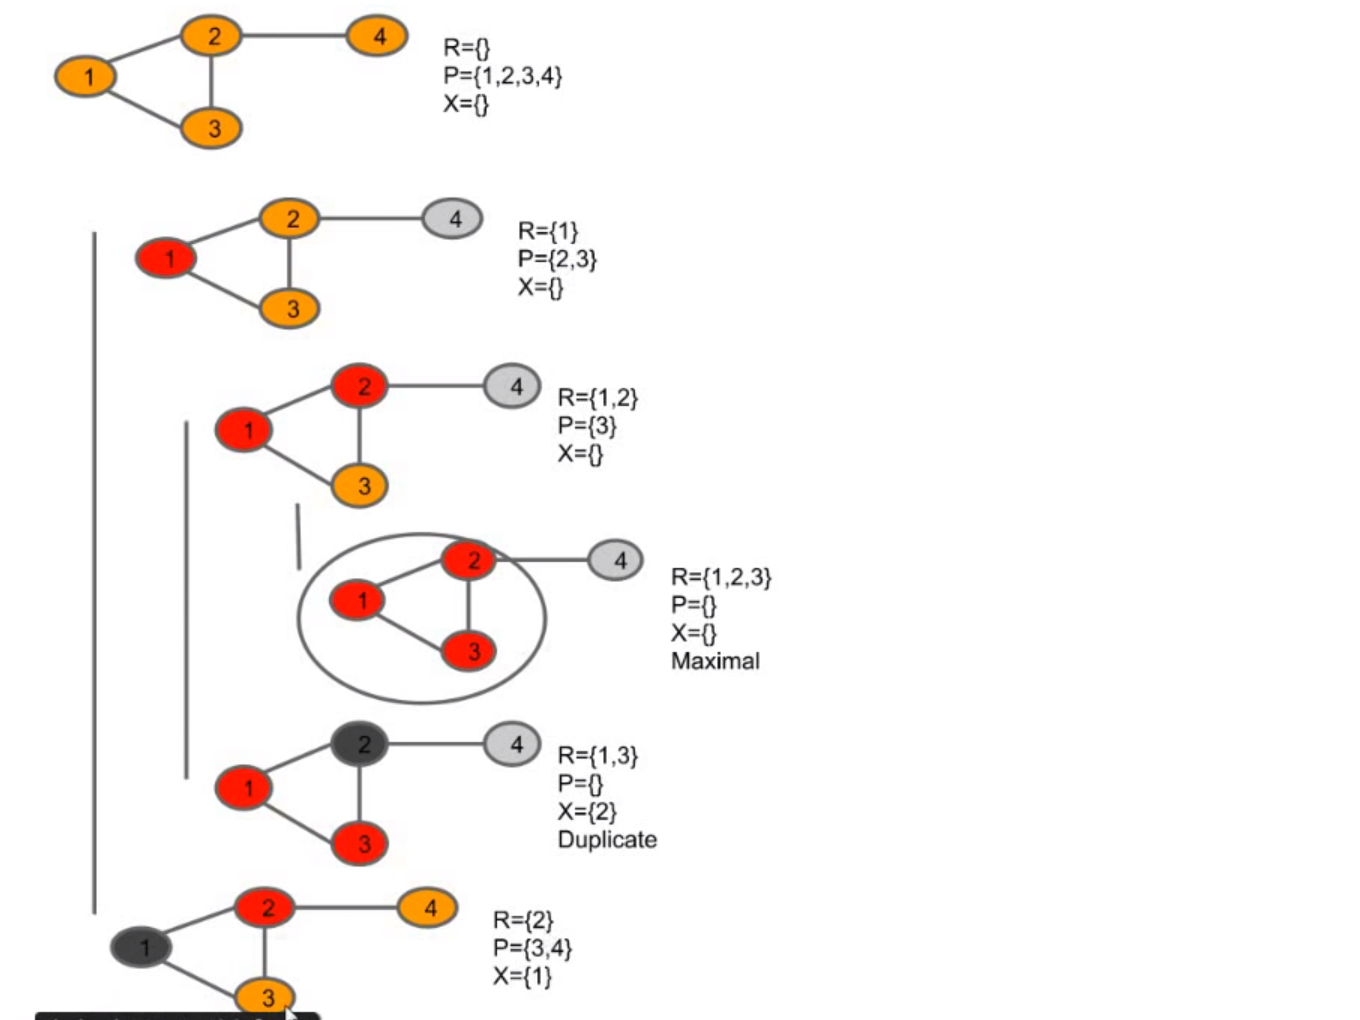 2
4
1
3
R={}
P={1,2,3,4}
X={}
2
4
1
3
R={1}
P={2,3}
X={}
2
4
1
3
R={1,2}
P={3}
X={}
2
4
1
3
R={1,2,3}
P={}
X={}
Maximal
2
4
1
3
R={1,3}
P={}
X={2}
Duplicate
2
4
1
3
R={2}
P={3,4}
X={1}